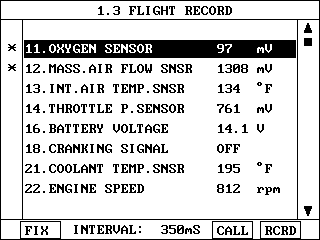 1.3 FLIGHT RECORD
* 11.OXYGEN SENSOR 97 mV
* 12.MASS.AIR FLOW SNSR 1308 mV
13.INT.AIR TEMP.SNSR 134 °F
14.THROTTLE P.SENSOR 761 mV
16.BATTERY VOLTAGE 14.1 V
18.CRANKING SIGNAL OFF
21.COOLANT TEMP.SNSR 195 °F
22.ENGINE SPEED 812 rpm
FIX INTERVAL: 350mS CALL RCRD